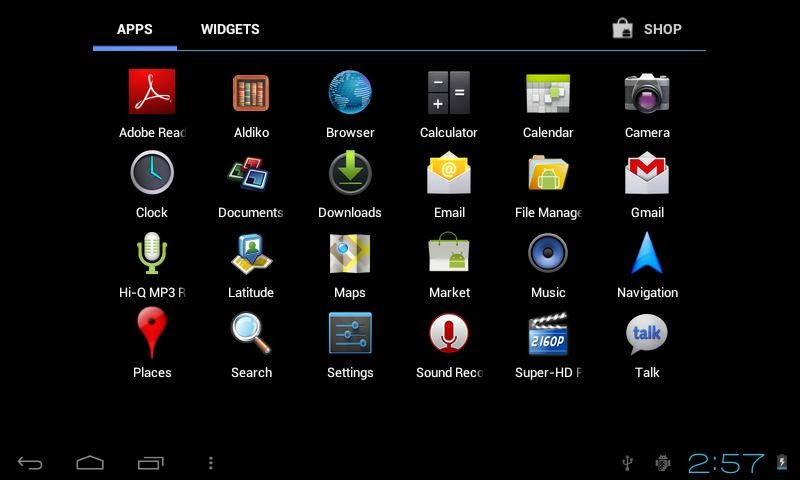 APPS WIDGETS SHOP
Adobe Read Aldiko Browser Calculator Calendar Camera
Clock Documents Downloads Email File Manage Gmail
Hi-Q MP3 R Latitude Maps Market Music Navigation
2160P talk
Places Search Settings Sound Reco Super-HD P Talk
2:57